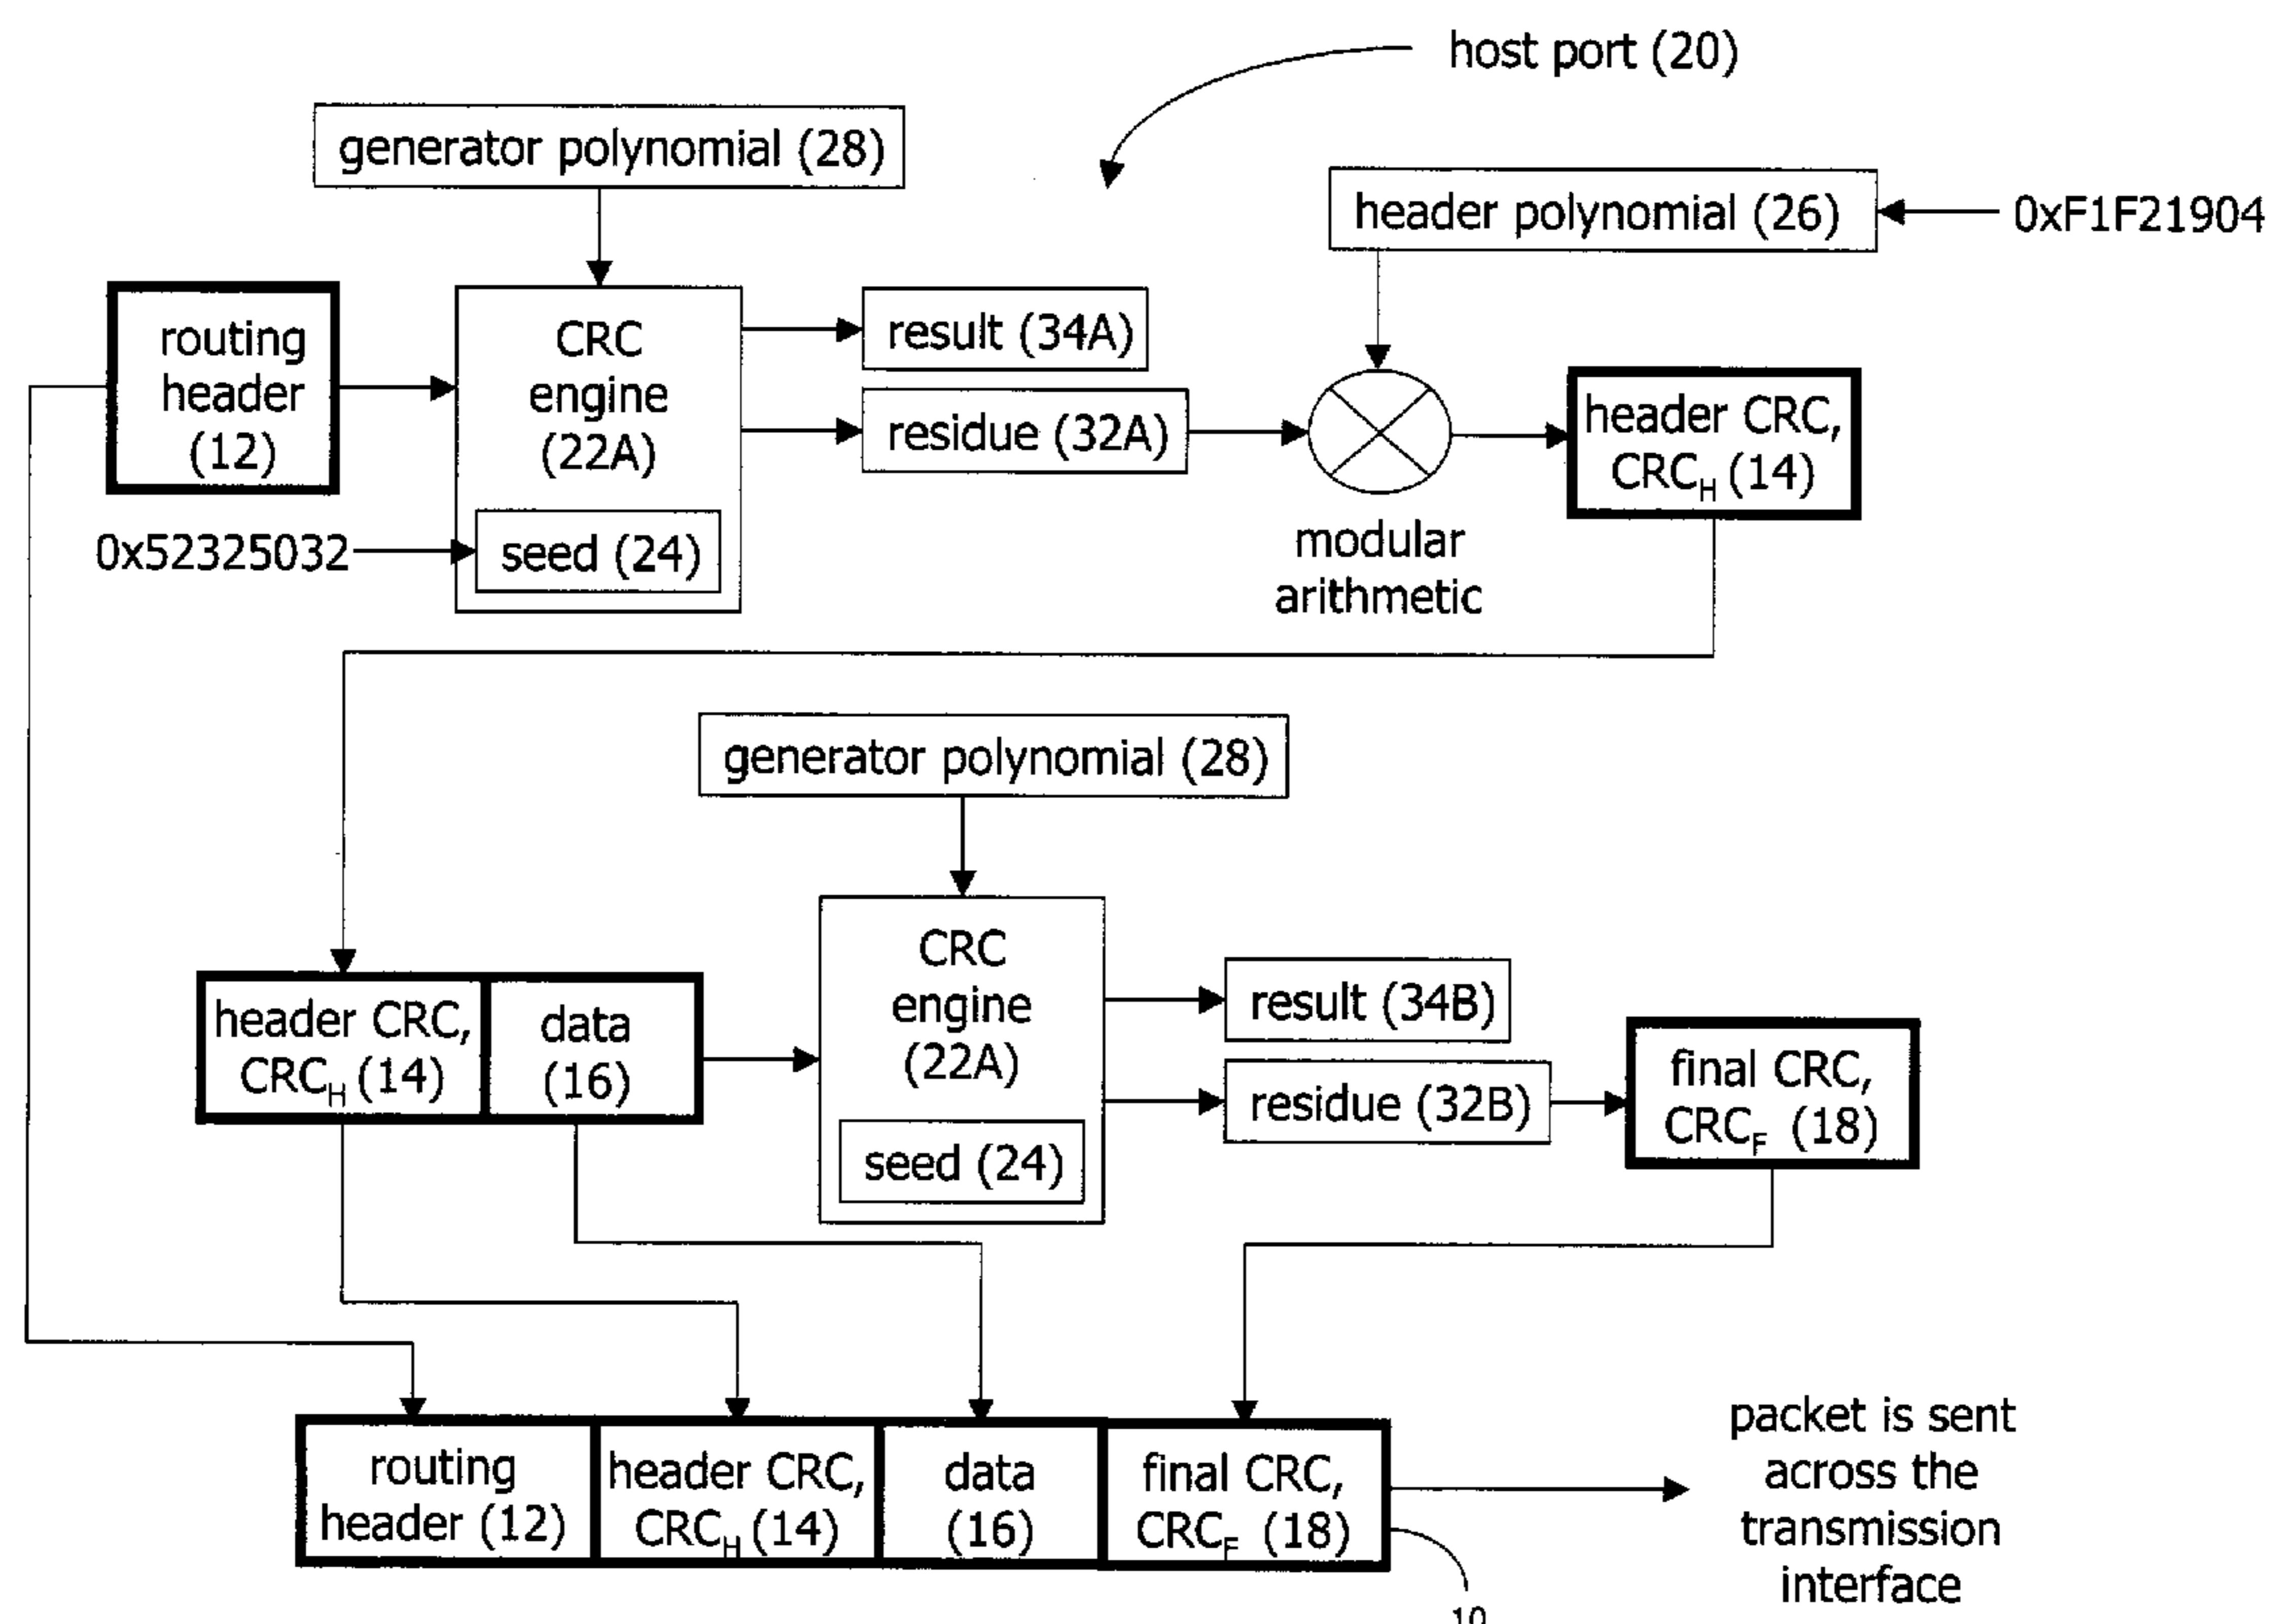 host port (20)
generator polynomial (28)
header polynomial (26)
0xF1F21904
routing
header
(12)
CRC
engine
(22A)
seed (24)
0x52325032
result (34A)
residue (32A)
modular
arithmetic
header CRC,
CRCH (14)
generator polynomial (28)
header CRC,
CRCH (14)
data
(16)
CRC
engine
(22A)
seed (24)
result (34B)
residue (32B)
final CRC,
CRCF (18)
routing
header (12)
header CRC,
CRCH (14)
data
(16)
final CRC,
CRCF (18)
packet is sent
across the
transmission
interface
10